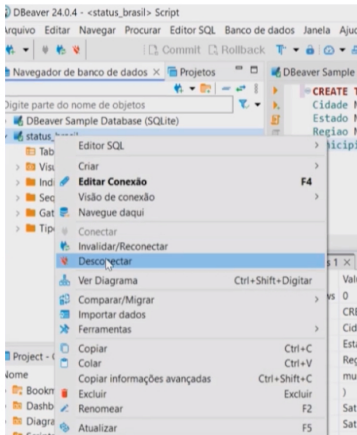 DBeaver 24.0.4 - <status_brasil> Script
Arquivo Editar Navegar Procurar Editor SQL Banco de dados Janela Ajuda
Commit Rollback
Navegador de banco de dados Projetos
DBeaver Sample
Digite parte do nome de objetos
DBeaver Sample Database (SQLite)
status_brasil
Tab
Visu
Indi
Seq
Gat
Tipo
CREATE T
Cidade N
Estado N
Regiao N
nicipi
Editor SQL
Criar
Editar Conexão F4
Visão de conexão
Navegue daqui
Conectar
Invalidar/Reconectar
Desconectar
Ver Diagrama Ctrl+Shift+Digitar
Comparar/Migrar
Importar dados
Ferramentas
Copiar Ctrl+C
Colar Ctrl+V
Copiar informações avançadas Ctrl+Shift+C
Excluir Excluir
Renomear F2
Atualizar F5
s 1
Valu
ws 0
CRE
Cid
Esta
Reg
mu
)
Sat
Sat
Project - G
Nome
Bookm
Dashb
Diagra